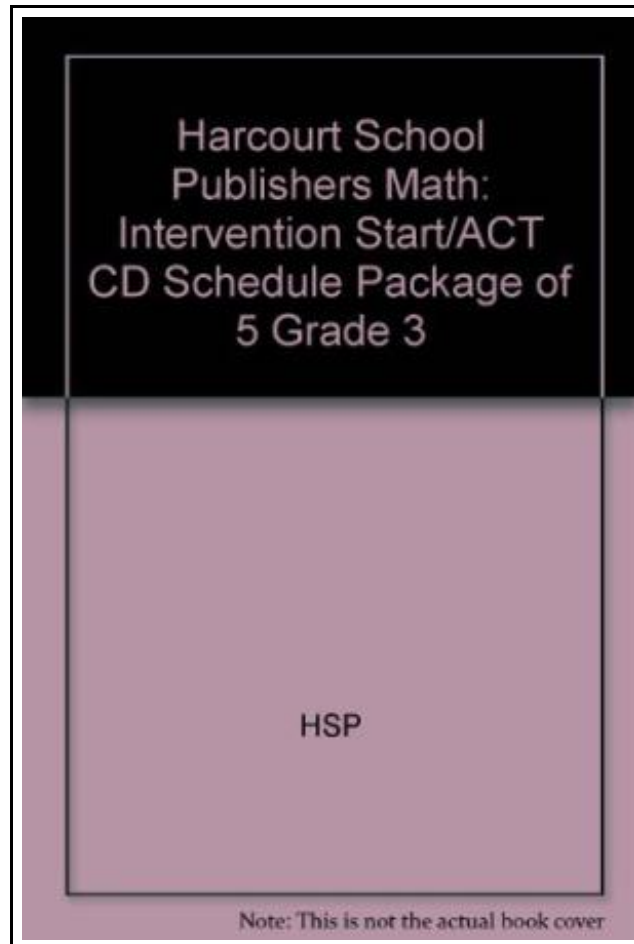 Harcourt School
Publishers Math:
Intervention Start/ACT
CD Schedule Package of
5 Grade 3
HSP
Note: This is not the actual book cover